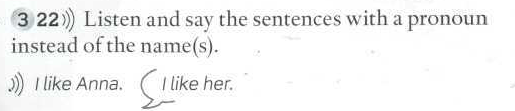 3 22))) Listen and say the sentences with a pronoun
instead of the name(s).
))) I like Anna. I like her.